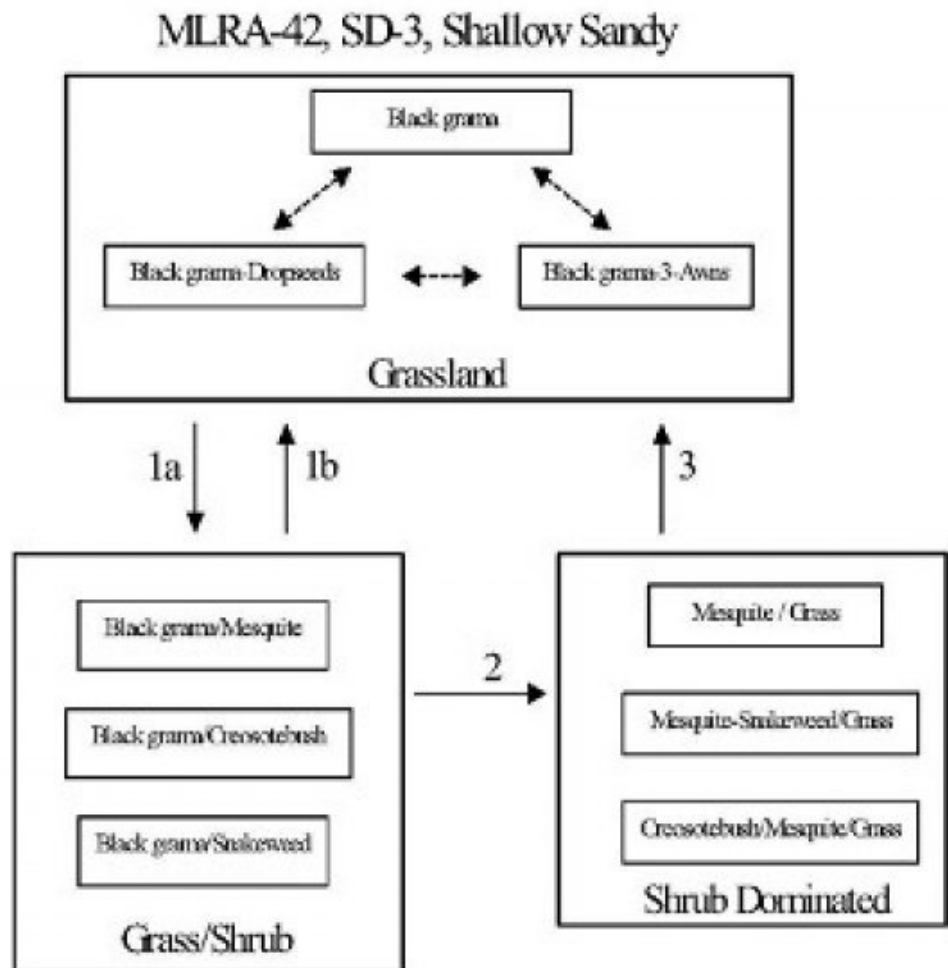 MLRA-42, SD-3, Shallow Sandy
Black grama
Black grama-Dropseeds
Black grama-3-Awns
Grassland
1a
1b
3
Black grama/Mesquite
Black grama/Creosotebush
Black grama/Snakeweed
Grass/Shrub
2
Mesquite / Grass
Mesquite-Snakeweed/Grass
Creosotebush/Mesquite/Grass
Shrub Dominated